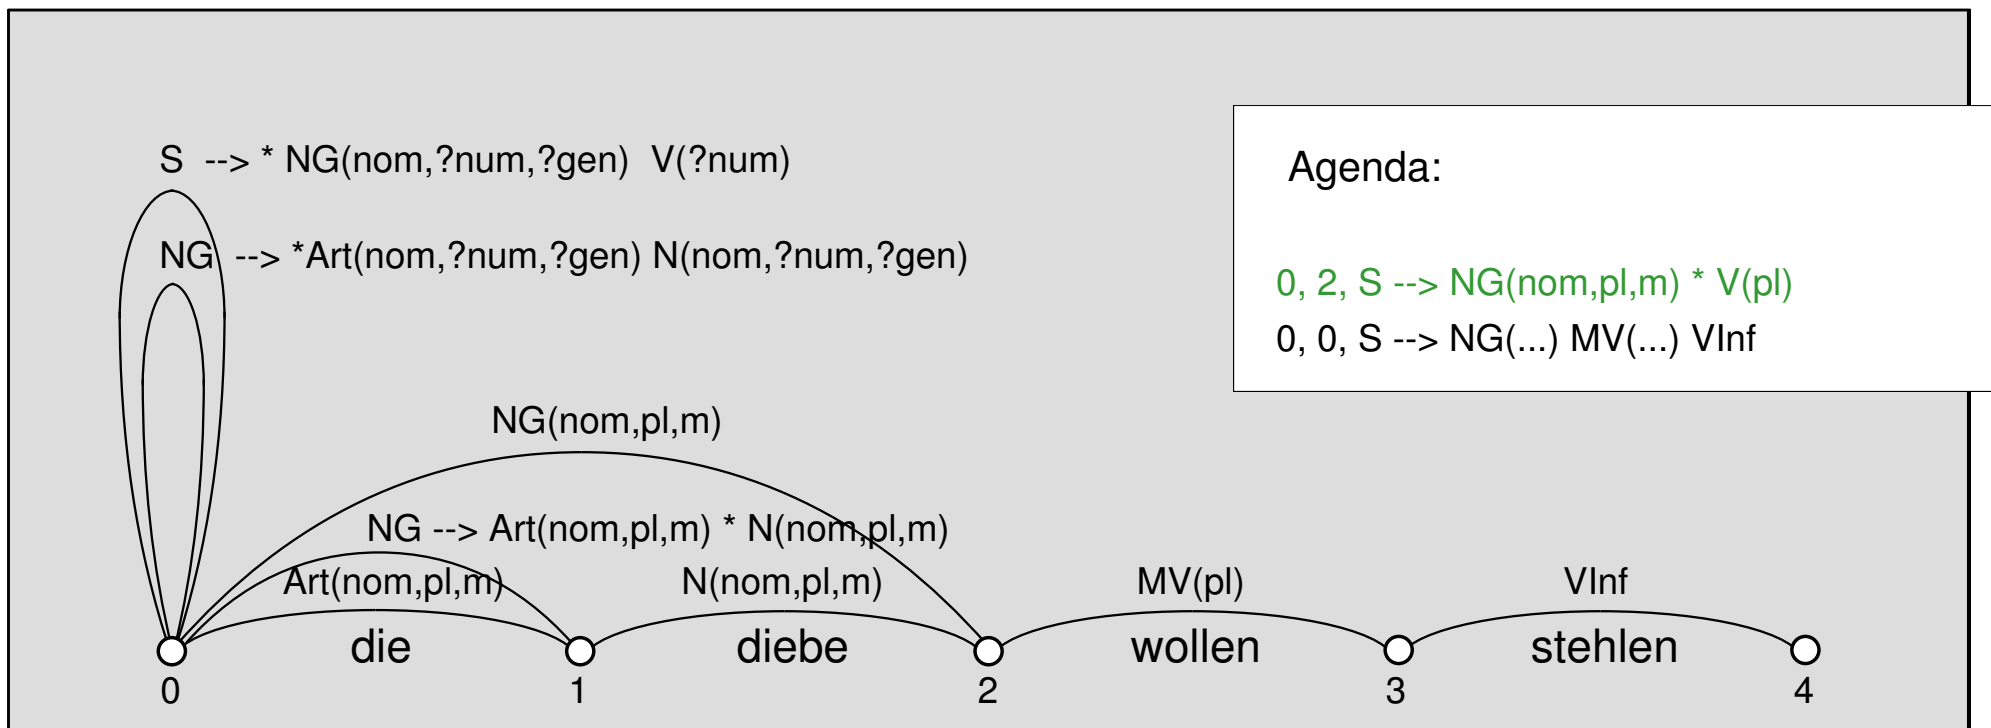 S --> * NG(nom,?num,?gen) V(?num)
NG --> *Art(nom,?num,?gen) N(nom,?num,?gen)
Agenda:
0, 2, S --> NG(nom,pl,m) * V(pl)
0, 0, S --> NG(...) MV(...) VInf
NG(nom,pl,m)
NG --> Art(nom,pl,m) * N(nom,pl,m)
Art(nom,pl,m) N(nom,pl,m) MV(pl) VInf
die diebe wollen stehlen
0 1 2 3 4